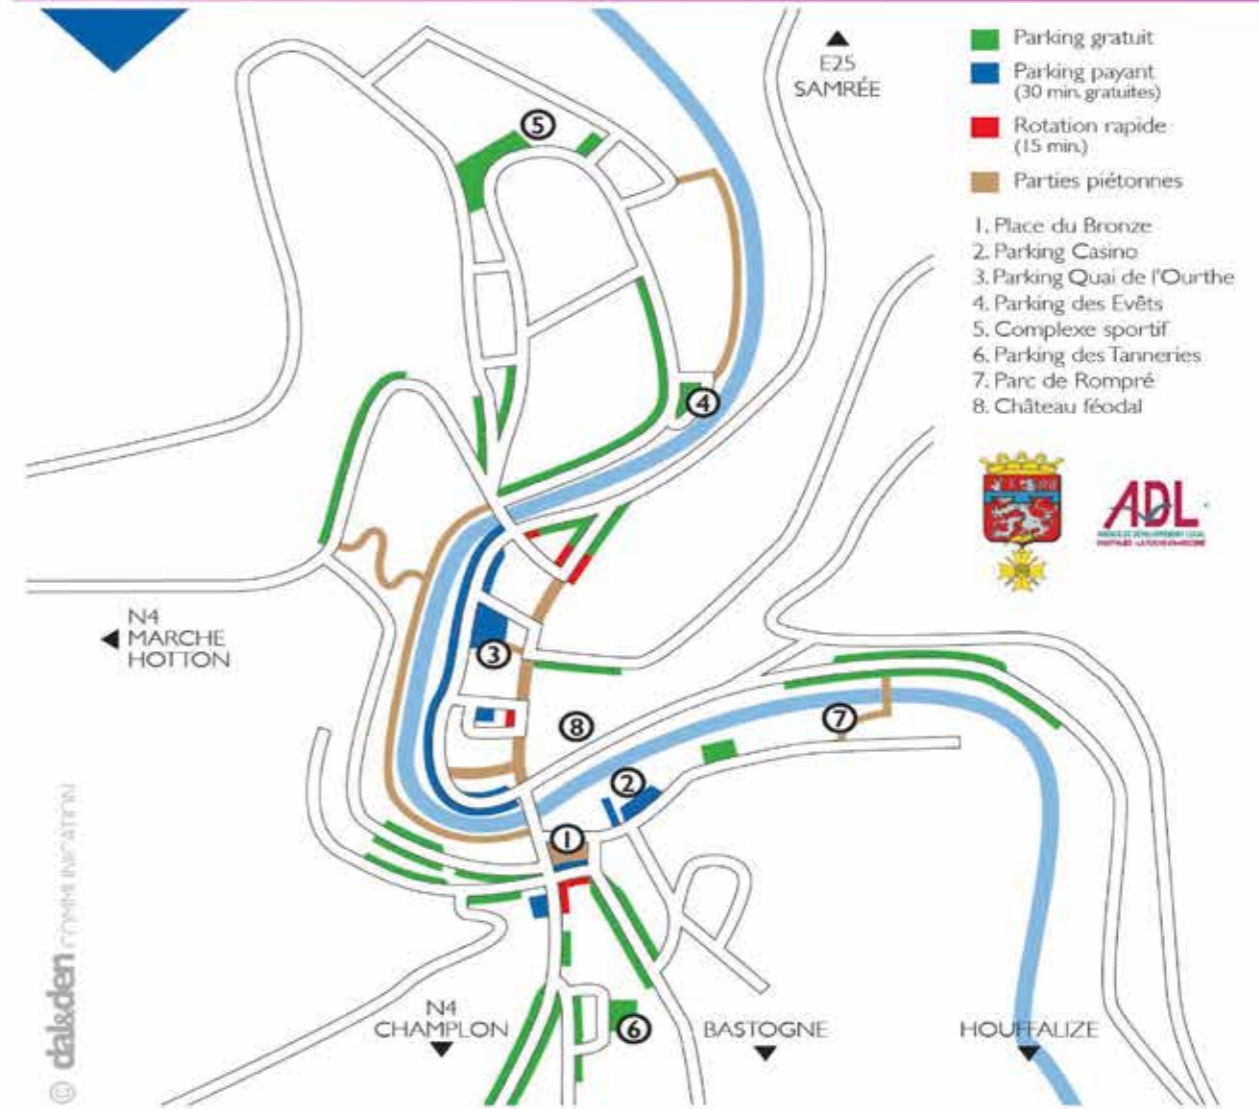 Parking gratuit
Parking payant
(30 min. gratuites)
Rotation rapide
(15 min.)
Parties piétonnes
1. Place du Bronze
2. Parking Casino
3. Parking Quai de l'Ourthe
4. Parking des Evêts
5. Complexe sportif
6. Parking des Tanneries
7. Parc de Rompré
8. Château féodal
ADL
E25
SAMRÉE
5
4
N4
MARCHE
HOTTON
3
8
7
2
1
6
N4
CHAMPLON
BASTOGNE
HOUFFALIZE
© dal&den COMMUNICATION